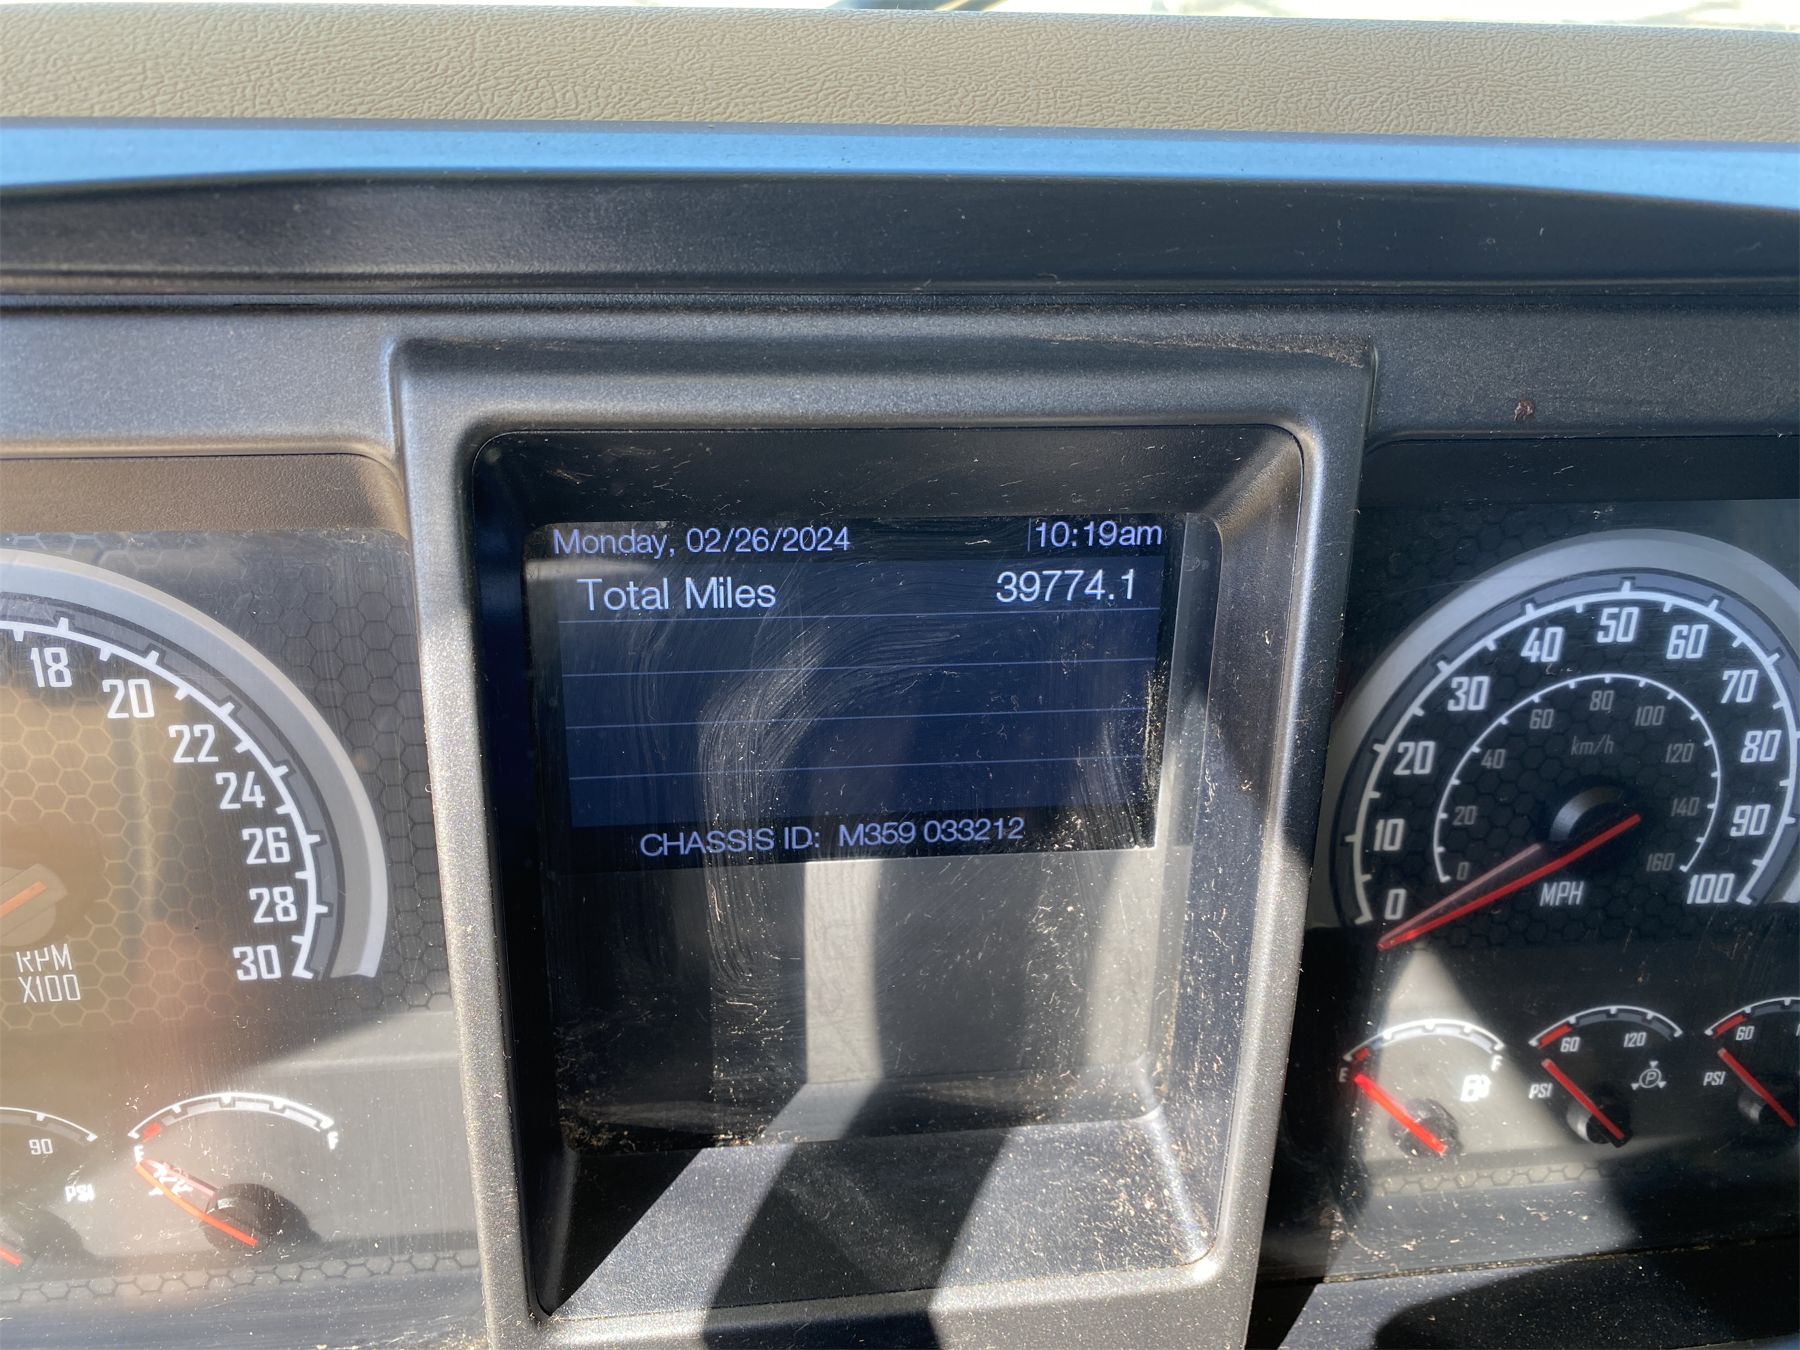 Monday, 02/26/2024 10:19am
Total Miles 39774.1
CHASSIS ID: M359 033212
18
20
22
24
26
28
30
RPM
X100
90
PSI
E F
0
10
20
30
40
50
60
70
80
90
100
MPH
0
20
40
60
80
100
120
140
160
km/h
E F
60 120
PSI
P
60
PSI